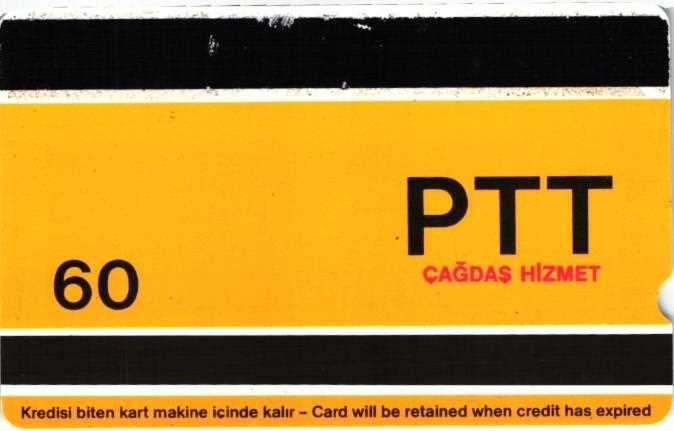 PTT
ÇAĞDAŞ HİZMET
60
Kredisi biten kart makine içinde kalır – Card will be retained when credit has expired